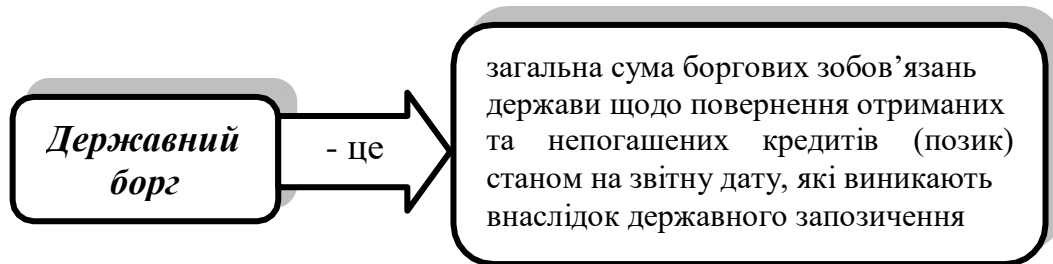 Державний
борг
- це
загальна сума боргових зобов’язань
держави щодо повернення отриманих
та непогашених кредитів (позик)
станом на звітну дату, які виникають
внаслідок державного запозичення